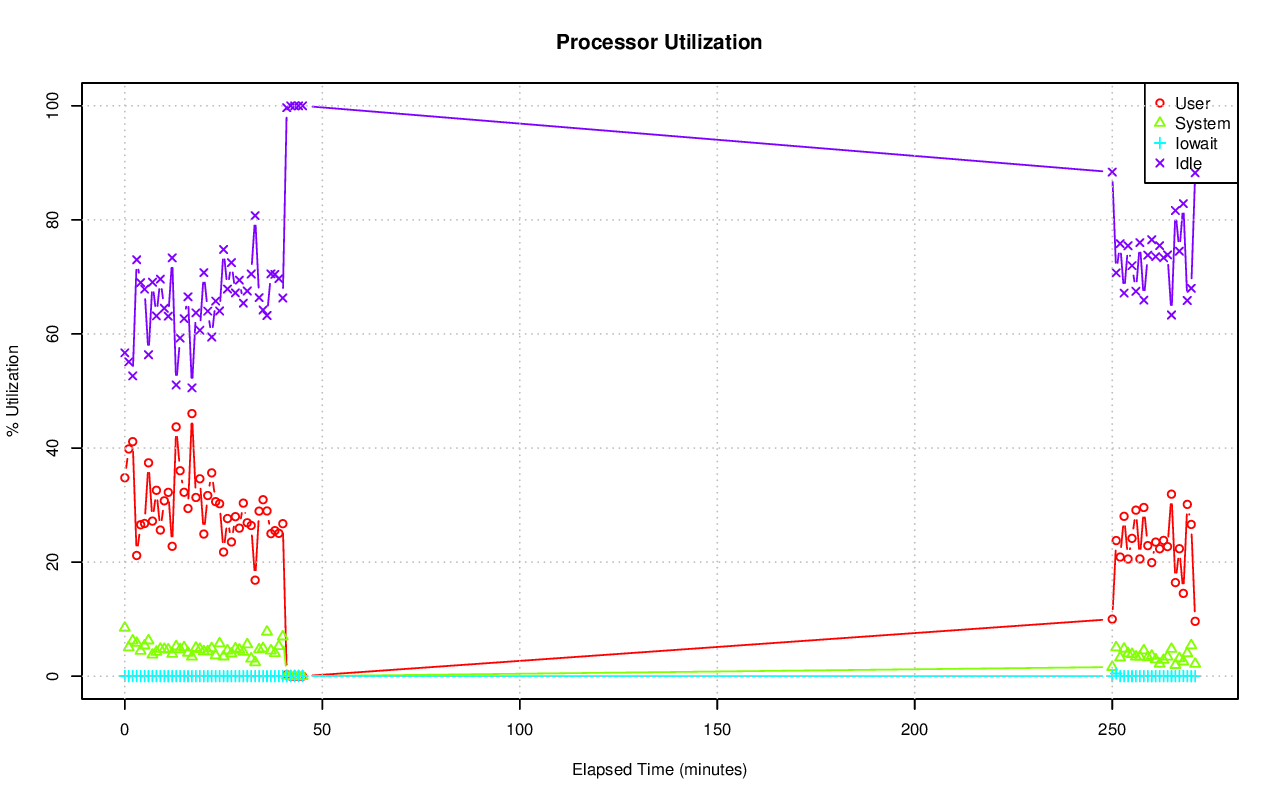 Processor Utilization
% Utilization
100
80
60
40
20
0
User
System
Iowait
Idle
0 50 100 150 200 250
Elapsed Time (minutes)